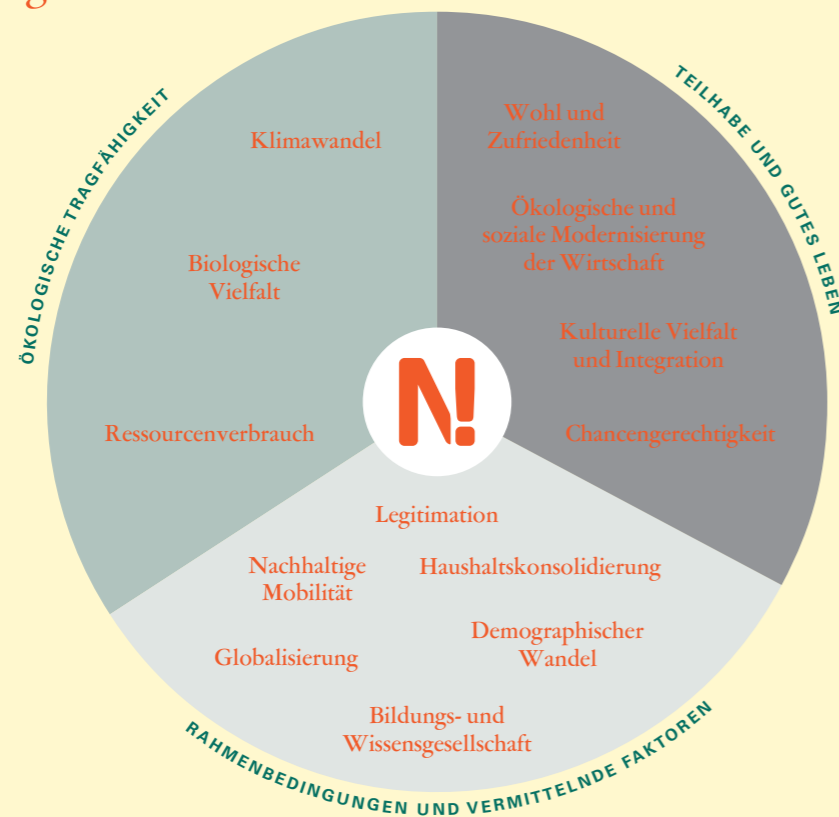 ÖKOLOGISCHE TRAGFÄHIGKEIT
Klimawandel
Biologische
Vielfalt
Ressourcenverbrauch
TEILHABE UND GUTES LEBEN
Wohl und
Zufriedenheit
Ökologische und
soziale Modernisierung
der Wirtschaft
Kulturelle Vielfalt
und Integration
Chancengerechtigkeit
N!
Legitimation
Nachhaltige
Mobilität
Haushaltskonsolidierung
Globalisierung
Demographischer
Wandel
Bildungs- und
Wissensgesellschaft
RAHMENBEDINGUNGEN UND VERMITTELNDE FAKTOREN